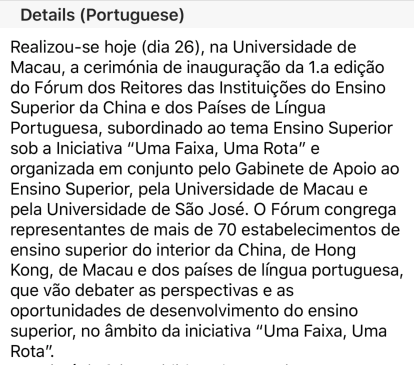 Details (Portuguese)
Realizou-se hoje (dia 26), na Universidade de
Macau, a cerimónia de inauguração da 1.a edição
do Fórum dos Reitores das Instituições do Ensino
Superior da China e dos Países de Língua
Portuguesa, subordinado ao tema Ensino Superior
sob a Iniciativa “Uma Faixa, Uma Rota” e
organizada em conjunto pelo Gabinete de Apoio ao
Ensino Superior, pela Universidade de Macau e
pela Universidade de São José. O Fórum congrega
representantes de mais de 70 estabelecimentos de
ensino superior do interior da China, de Hong
Kong, de Macau e dos países de língua portuguesa,
que vão debater as perspectivas e as
oportunidades de desenvolvimento do ensino
superior, no âmbito da iniciativa “Uma Faixa, Uma
Rota”.